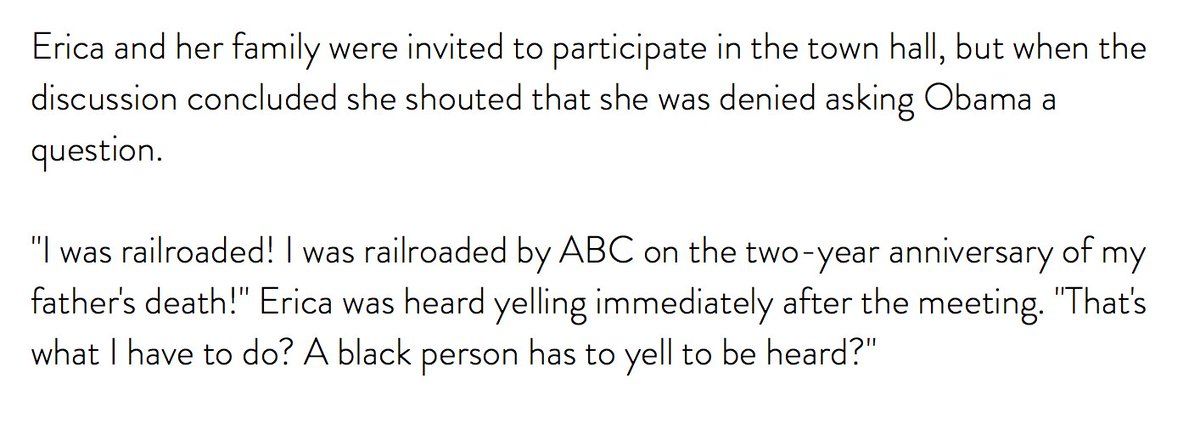 Erica and her family were invited to participate in the town hall, but when the
discussion concluded she shouted that she was denied asking Obama a
question.
"I was railroaded! I was railroaded by ABC on the two-year anniversary of my
father's death!" Erica was heard yelling immediately after the meeting. "That's
what I have to do? A black person has to yell to be heard?"